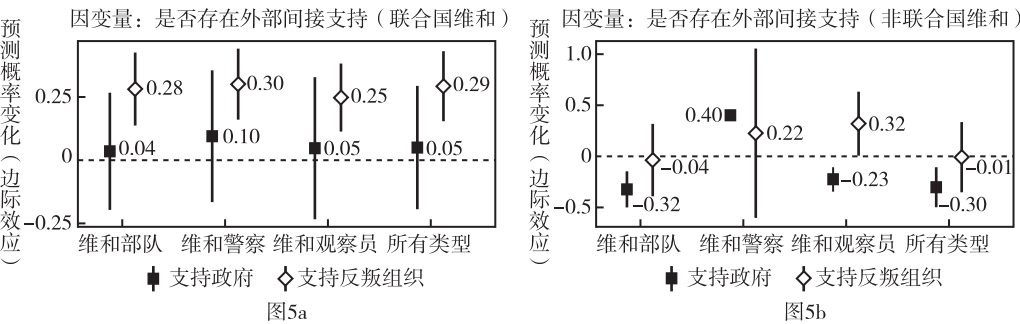 因变量：是否存在外部间接支持（联合国维和）
预测概率变化（边际效应）
0.25
0
−0.25
0.28
0.30
0.25
0.29
0.04
0.10
0.05
0.05
维和部队 维和警察 维和观察员 所有类型
支持政府 支持反叛组织
图5a
因变量：是否存在外部间接支持（非联合国维和）
预测概率变化（边际效应）
1.0
0.5
0
−0.5
0.40
0.22
0.32
−0.04
−0.01
−0.32
−0.23
−0.30
维和部队 维和警察 维和观察员 所有类型
支持政府 支持反叛组织
图5b